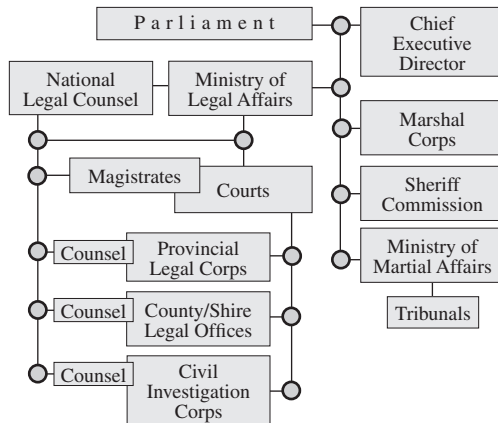 Parliament
Chief
Executive
Director
National
Legal Counsel
Ministry of
Legal Affairs
Marshal
Corps
Magistrates
Courts
Sheriff
Commission
Counsel
Provincial
Legal Corps
Ministry of
Martial Affairs
Tribunals
Counsel
County/Shire
Legal Offices
Counsel
Civil
Investigation
Corps